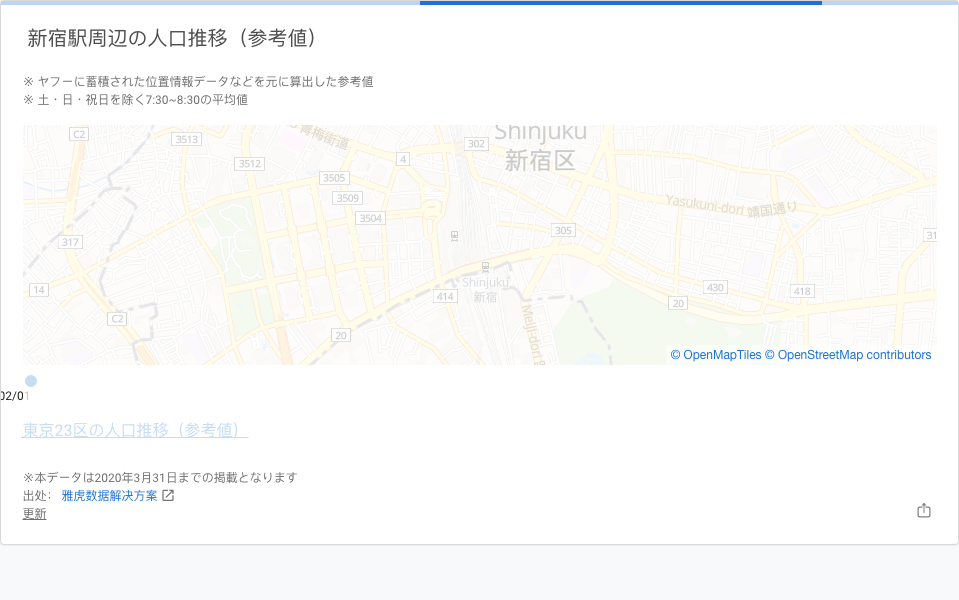 新宿駅周辺の人口推移（参考値）
※ ヤフーに蓄積された位置情報データなどを元に算出した参考値
※ 土・日・祝日を除く7:30~8:30の平均値
C2
3513
青梅街道
302
Shinjuku
新宿区
3512
4
3505
3509
3504
Yasukuni-dori 靖国通り
317
305
31
14
414
Shinjuku
新宿
430
418
20
C2
20
Meiji-dori
© OpenMapTiles © OpenStreetMap contributors
02/01
東京23区の人口推移（参考値）
※本データは2020年3月31日までの掲載となります
出处： 雅虎数据解决方案
更新